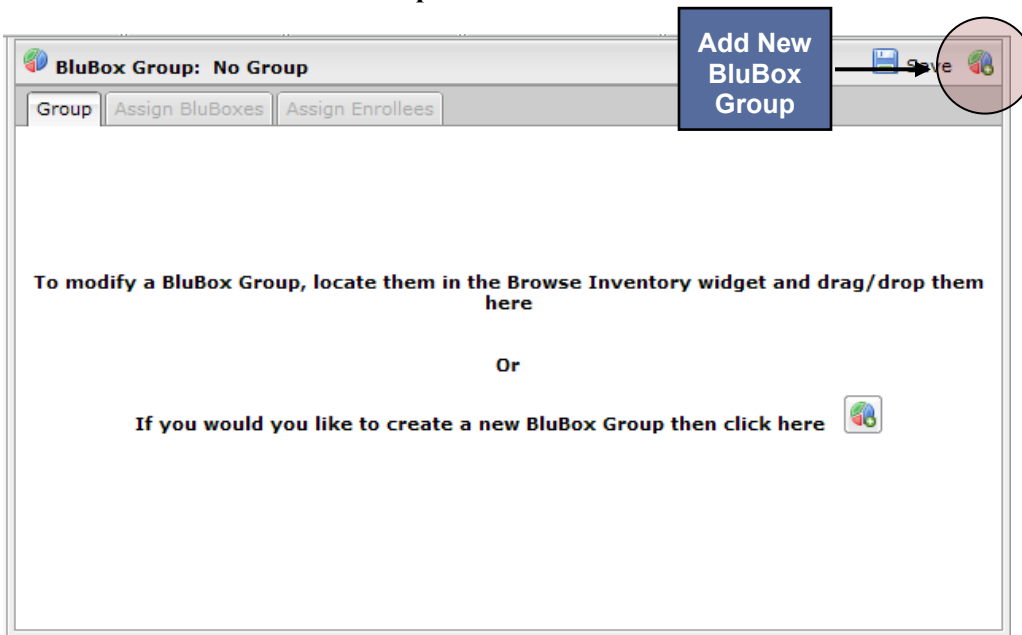 Add New
BluBox
Group
BluBox Group: No Group
Save
Group
Assign BluBoxes
Assign Enrollees
To modify a BluBox Group, locate them in the Browse Inventory widget and drag/drop them
here
Or
If you would you like to create a new BluBox Group then click here